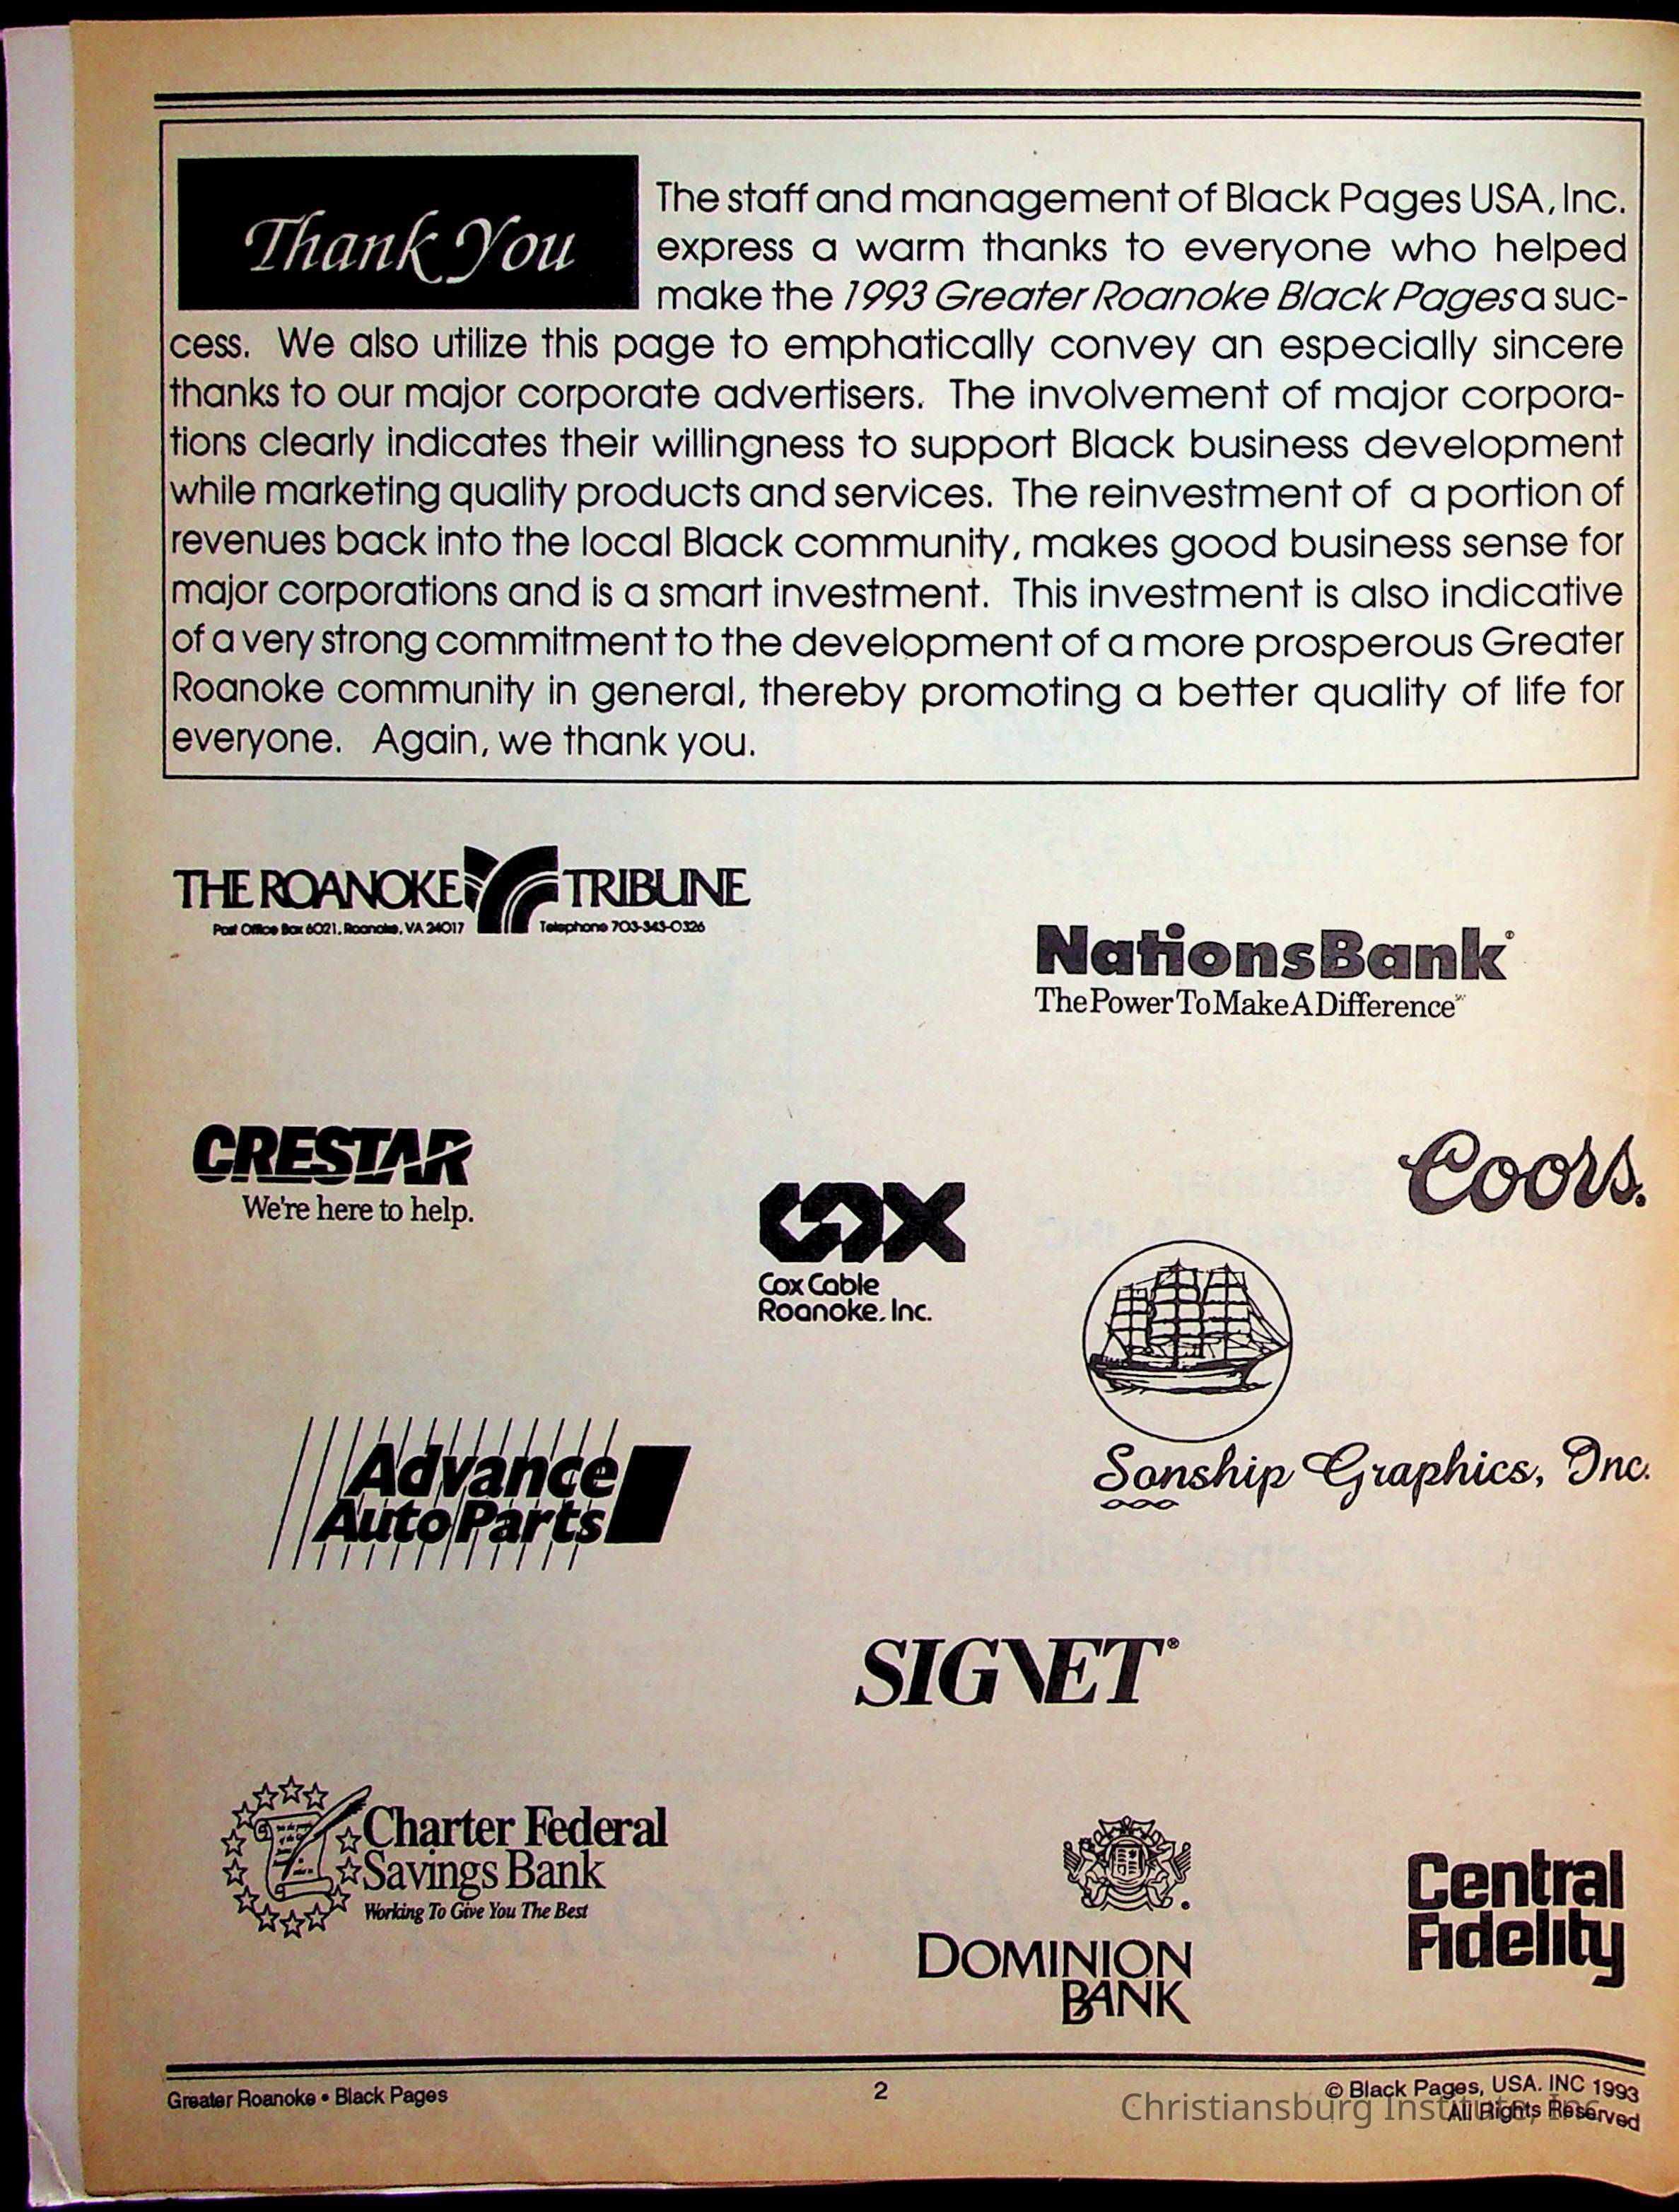 Thank You
The staff and management of Black Pages USA, Inc.
express a warm thanks to everyone who helped
make the 1993 Greater Roanoke Black Pages a suc-
cess. We also utilize this page to emphatically convey an especially sincere
thanks to our major corporate advertisers. The involvement of major corpora-
tions clearly indicates their willingness to support Black business development
while marketing quality products and services. The reinvestment of a portion of
revenues back into the local Black community, makes good business sense for
major corporations and is a smart investment. This investment is also indicative
of a very strong commitment to the development of a more prosperous Greater
Roanoke community in general, thereby promoting a better quality of life for
everyone. Again, we thank you.
THE ROANOKE TRIBUNE
Post Office Box 6021, Roanoke, VA 24017 Telephone 703-343-0326
NationsBank®
The Power To Make A Difference℠
CRESTAR
We're here to help.
Coors.
COX
Cox Cable
Roanoke, Inc.
Sonship Graphics, Inc.
Advance
Auto Parts
SIGNET®
Charter Federal
Savings Bank
Working To Give You The Best
DOMINION
BANK
Central
Fidelity
Greater Roanoke • Black Pages
2
© Black Pages, USA. INC 1993
All Rights Reserved
Christiansburg Institute, Inc.